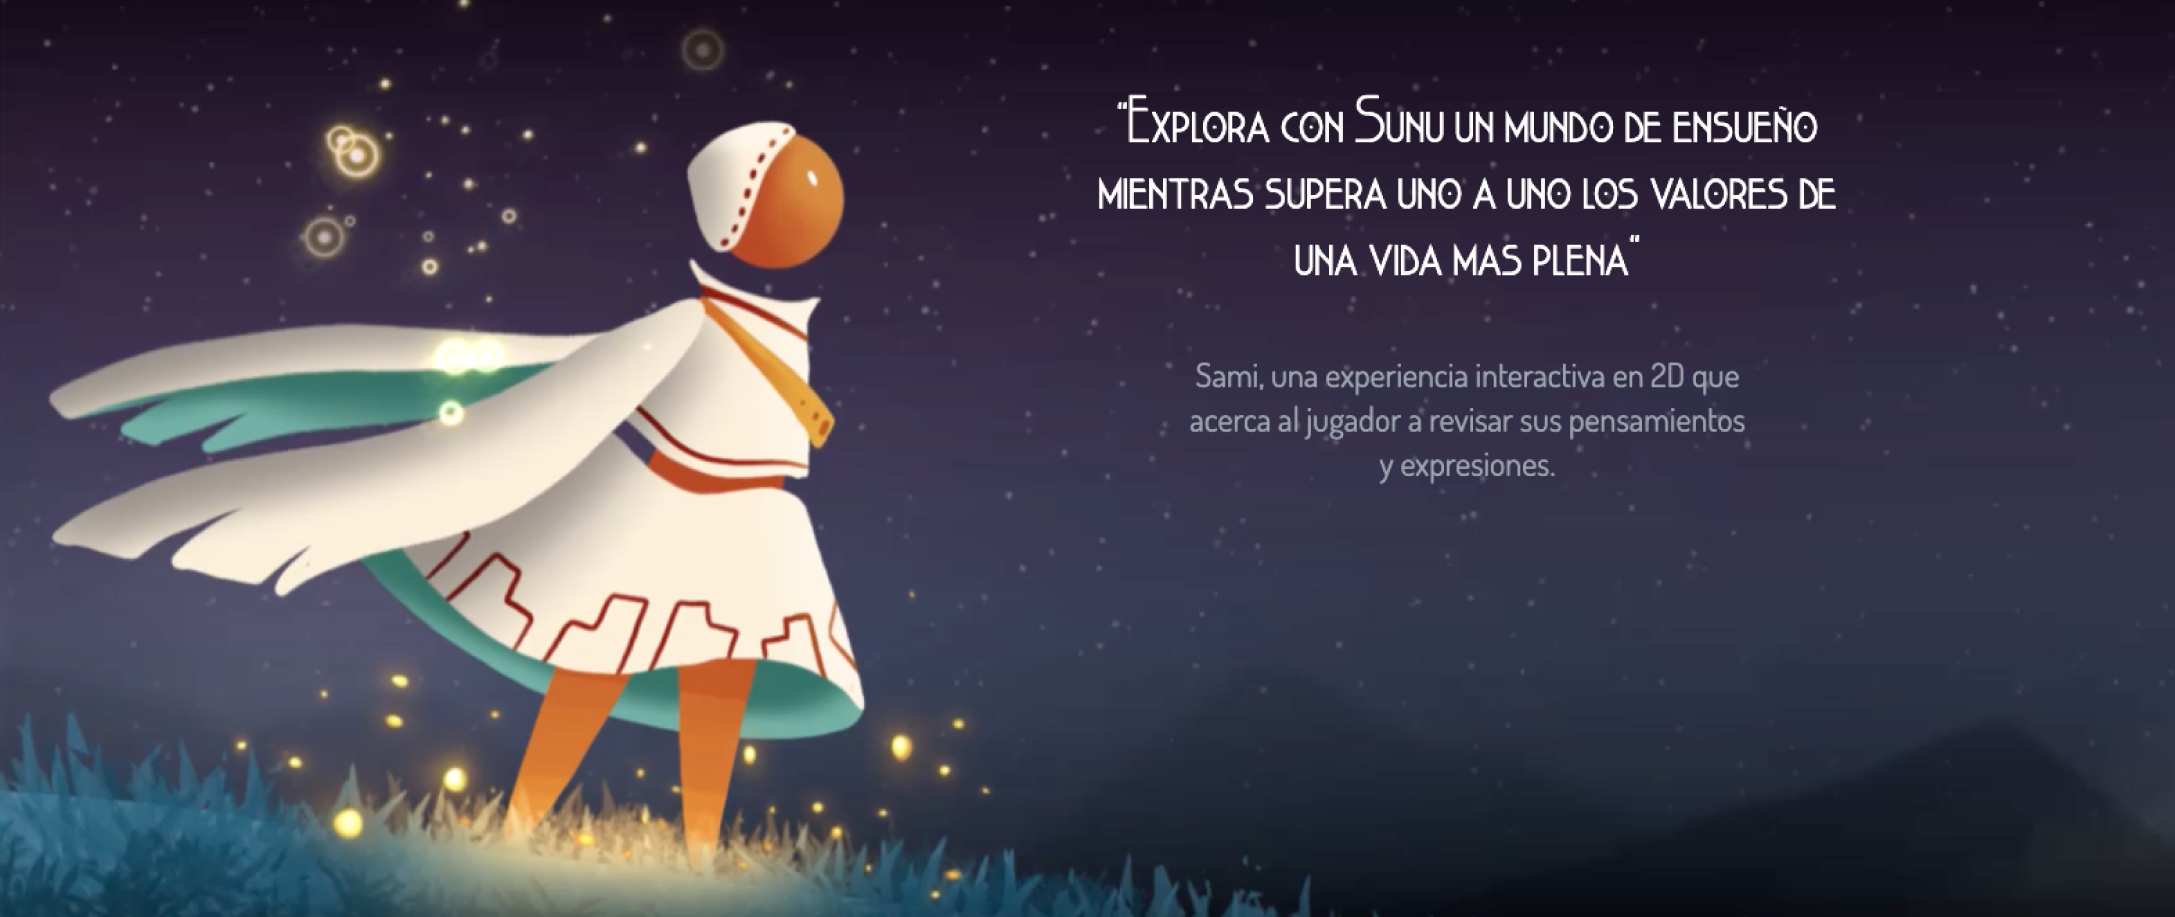 “Explora con Sunu un mundo de ensueño
mientras supera uno a uno los valores de
una vida mas plena“
Sami, una experiencia interactiva en 2D que
acerca al jugador a revisar sus pensamientos
y expresiones.